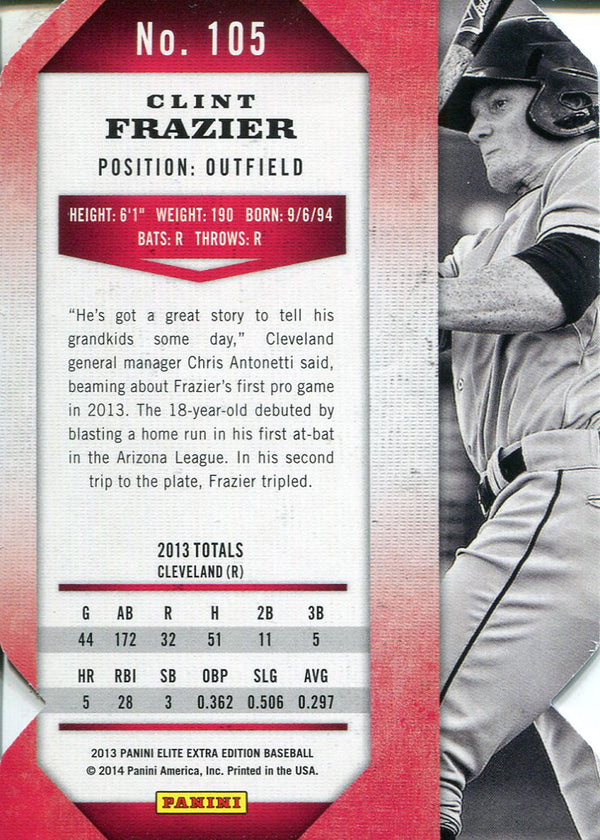 No. 105
CLINT
FRAZIER
POSITION: OUTFIELD
HEIGHT: 6'1" WEIGHT: 190 BORN: 9/6/94
BATS: R THROWS: R
“He’s got a great story to tell his
grandkids some day,” Cleveland
general manager Chris Antonetti said,
beaming about Frazier’s first pro game
in 2013. The 18-year-old debuted by
blasting a home run in his first at-bat
in the Arizona League. In his second
trip to the plate, Frazier tripled.
2013 TOTALS
CLEVELAND (R)
G AB R H 2B 3B
44 172 32 51 11 5
HR RBI SB OBP SLG AVG
5 28 3 0.362 0.506 0.297
2013 PANINI ELITE EXTRA EDITION BASEBALL
© 2014 Panini America, Inc. Printed in the USA.
PANINI